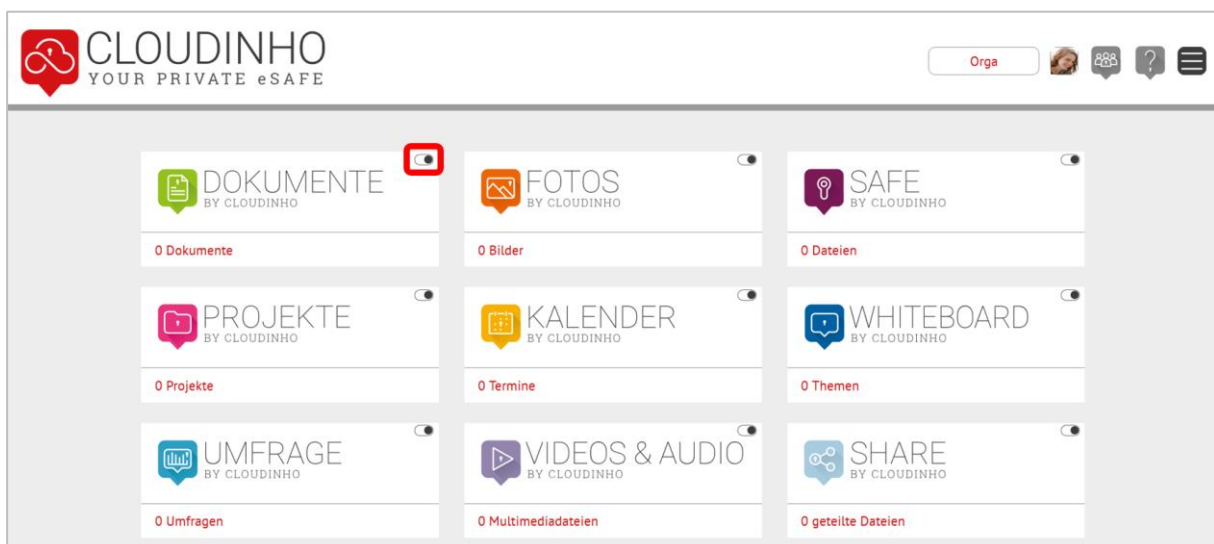 CLOUDINHO
YOUR PRIVATE eSAFE
Orga
?
DOKUMENTE
BY CLOUDINHO
0 Dokumente
FOTOS
BY CLOUDINHO
0 Bilder
SAFE
BY CLOUDINHO
0 Dateien
PROJEKTE
BY CLOUDINHO
0 Projekte
KALENDER
BY CLOUDINHO
0 Termine
WHITEBOARD
BY CLOUDINHO
0 Themen
UMFRAGE
BY CLOUDINHO
0 Umfragen
VIDEOS & AUDIO
BY CLOUDINHO
0 Multimediadateien
SHARE
BY CLOUDINHO
0 geteilte Dateien